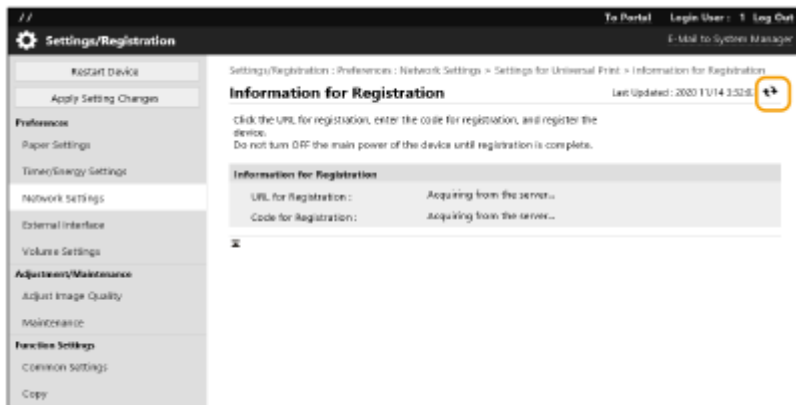 //
To Portal Login User : 1 Log Out
Settings/Registration
E-Mail to System Manager
Restart Device
Apply Setting Changes
Preferences
Paper Settings
Timer/Energy Settings
Network Settings
External Interface
Volume Settings
Adjustment/Maintenance
Adjust Image Quality
Maintenance
Function Settings
Common Settings
Copy
Settings/Registration : Preferences : Network Settings > Settings for Universal Print > Information for Registration
Information for Registration
Last Updated : 2020 11/14 3:52:0
Click the URL for registration, enter the code for registration, and register the
device.
Do not turn OFF the main power of the device until registration is complete.
Information for Registration
URL for Registration : Acquiring from the server...
Code for Registration : Acquiring from the server...